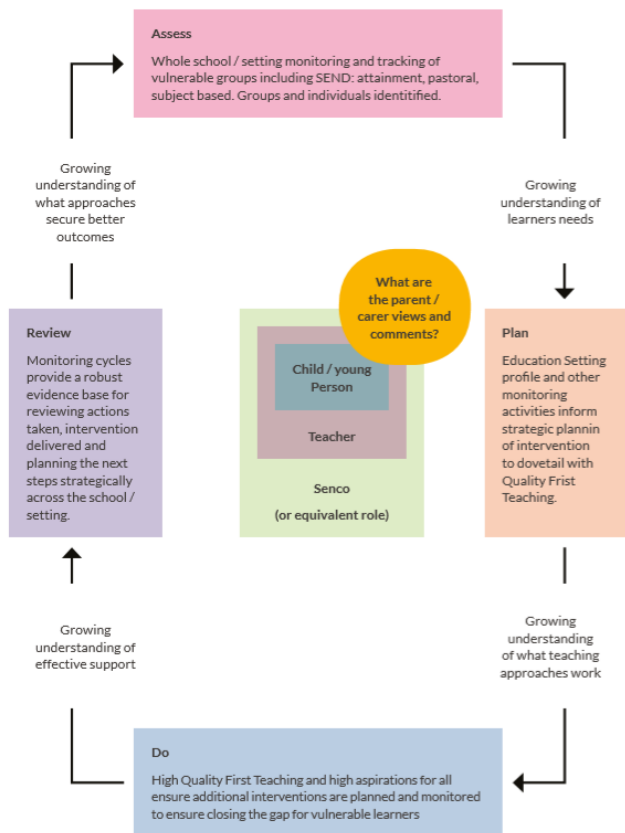 Assess
Whole school / setting monitoring and tracking of
vulnerable groups including SEND: attainment, pastoral,
subject based. Groups and individuals identitified.
Growing
understanding of
what approaches
secure better
outcomes
Growing
understanding of
learners needs
What are
the parent /
carer views and
comments?
Review
Monitoring cycles
provide a robust
evidence base for
reviewing actions
taken, intervention
delivered and
planning the next
steps strategically
across the school /
setting.
Child / young
Person
Teacher
Senco
(or equivalent role)
Plan
Education Setting
profile and other
monitoring
activities inform
strategic plannin
of intervention
to dovetail with
Quality Frist
Teaching.
Growing
understanding of
effective support
Growing
understanding
of what teaching
approaches work
Do
High Quality First Teaching and high aspirations for all
ensure additional interventions are planned and monitored
to ensure closing the gap for vulnerable learners